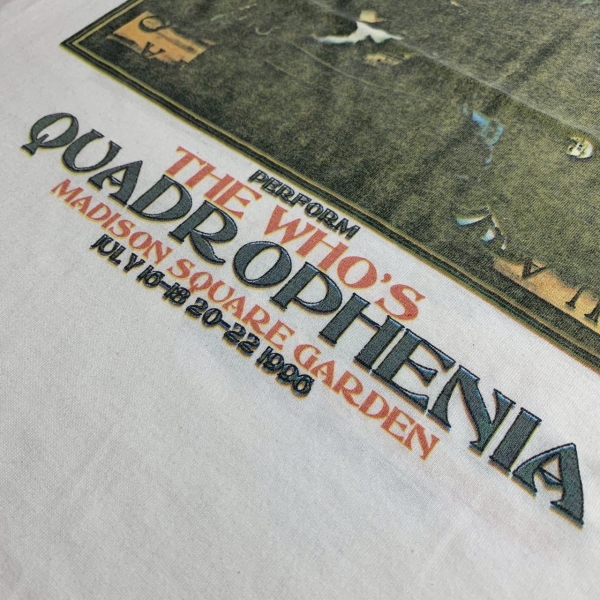 PERFORM
THE WHO'S
QUADROPHENIA
MADISON SQUARE GARDEN
JULY 16-18 20-22 1996